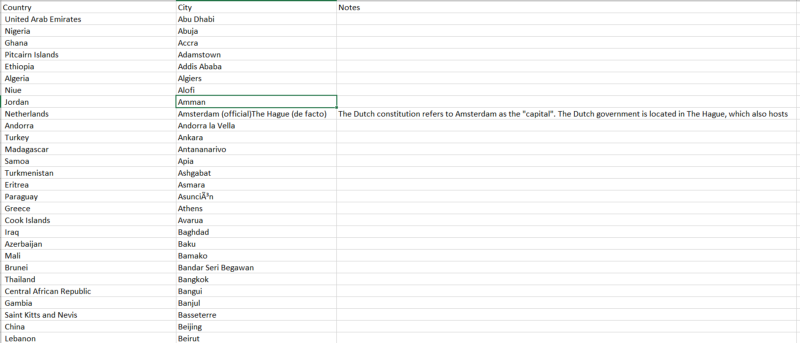 Country City Notes
United Arab Emirates Abu Dhabi
Nigeria Abuja
Ghana Accra
Pitcairn Islands Adamstown
Ethiopia Addis Ababa
Algeria Algiers
Niue Alofi
Jordan Amman
Netherlands Amsterdam (official)The Hague (de facto) The Dutch constitution refers to Amsterdam as the "capital". The Dutch government is located in The Hague, which also hosts
Andorra Andorra la Vella
Turkey Ankara
Madagascar Antananarivo
Samoa Apia
Turkmenistan Ashgabat
Eritrea Asmara
Paraguay AsunciÃ³n
Greece Athens
Cook Islands Avarua
Iraq Baghdad
Azerbaijan Baku
Mali Bamako
Brunei Bandar Seri Begawan
Thailand Bangkok
Central African Republic Bangui
Gambia Banjul
Saint Kitts and Nevis Basseterre
China Beijing
Lebanon Beirut